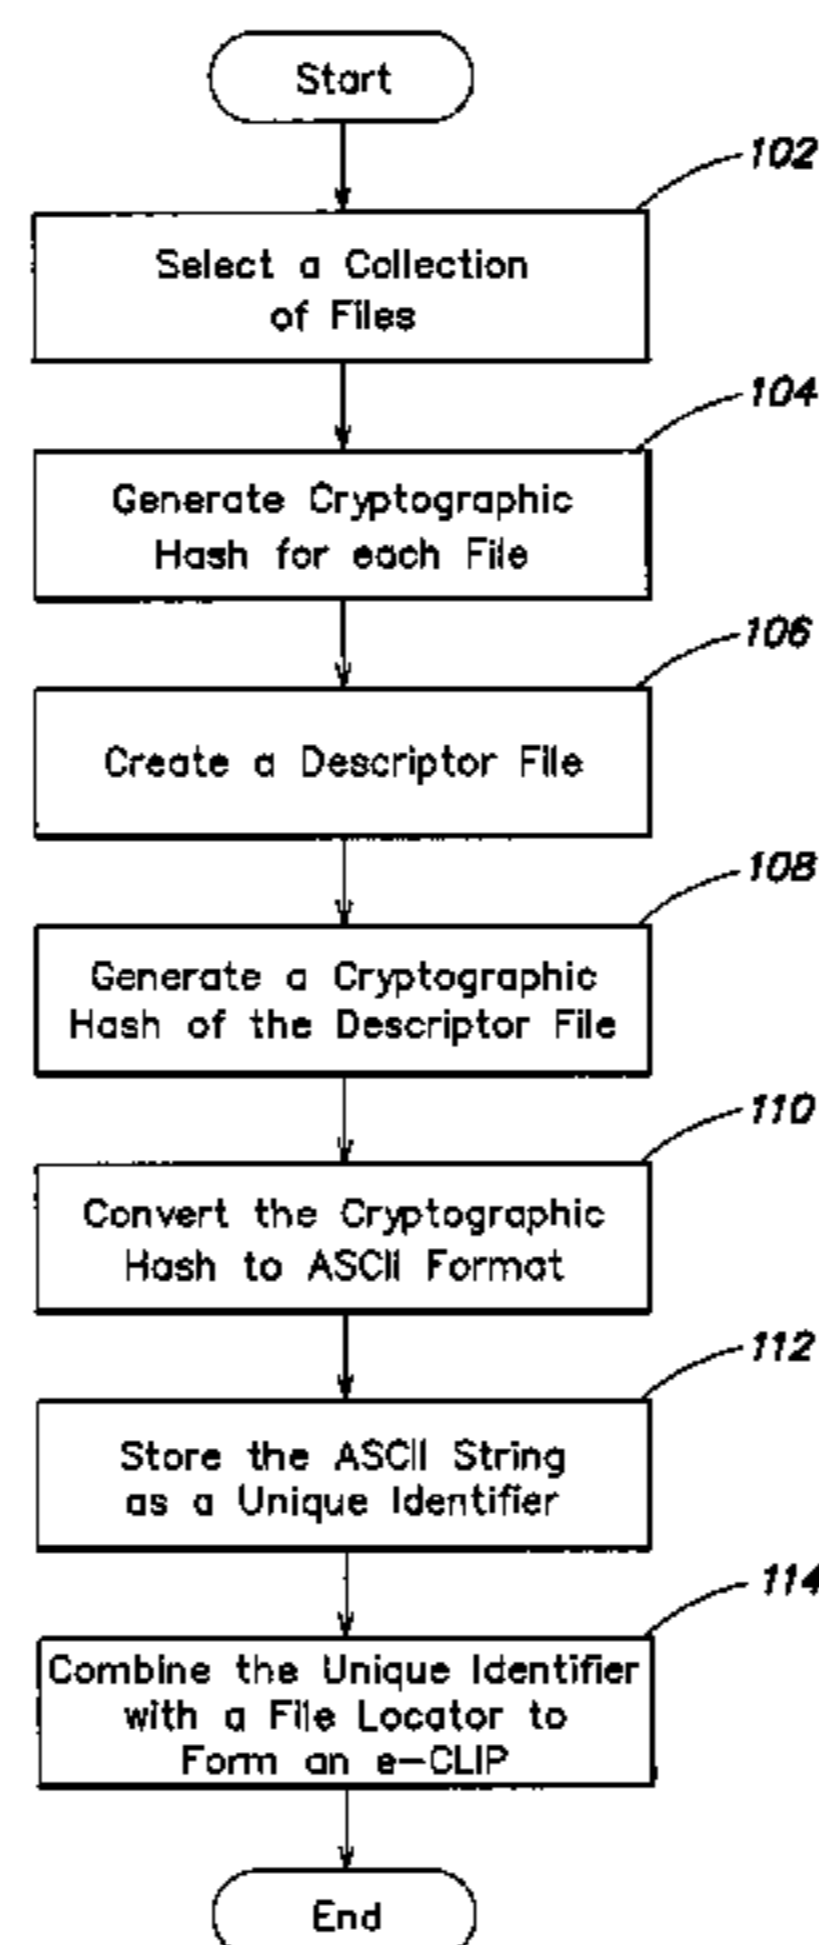 Start
102
Select a Collection
of Files
104
Generate Cryptographic
Hash for each File
106
Create a Descriptor File
108
Generate a Cryptographic
Hash of the Descriptor File
110
Convert the Cryptographic
Hash to ASCII Format
112
Store the ASCII String
as a Unique Identifier
114
Combine the Unique Identifier
with a File Locator to
Form an e-CLIP
End